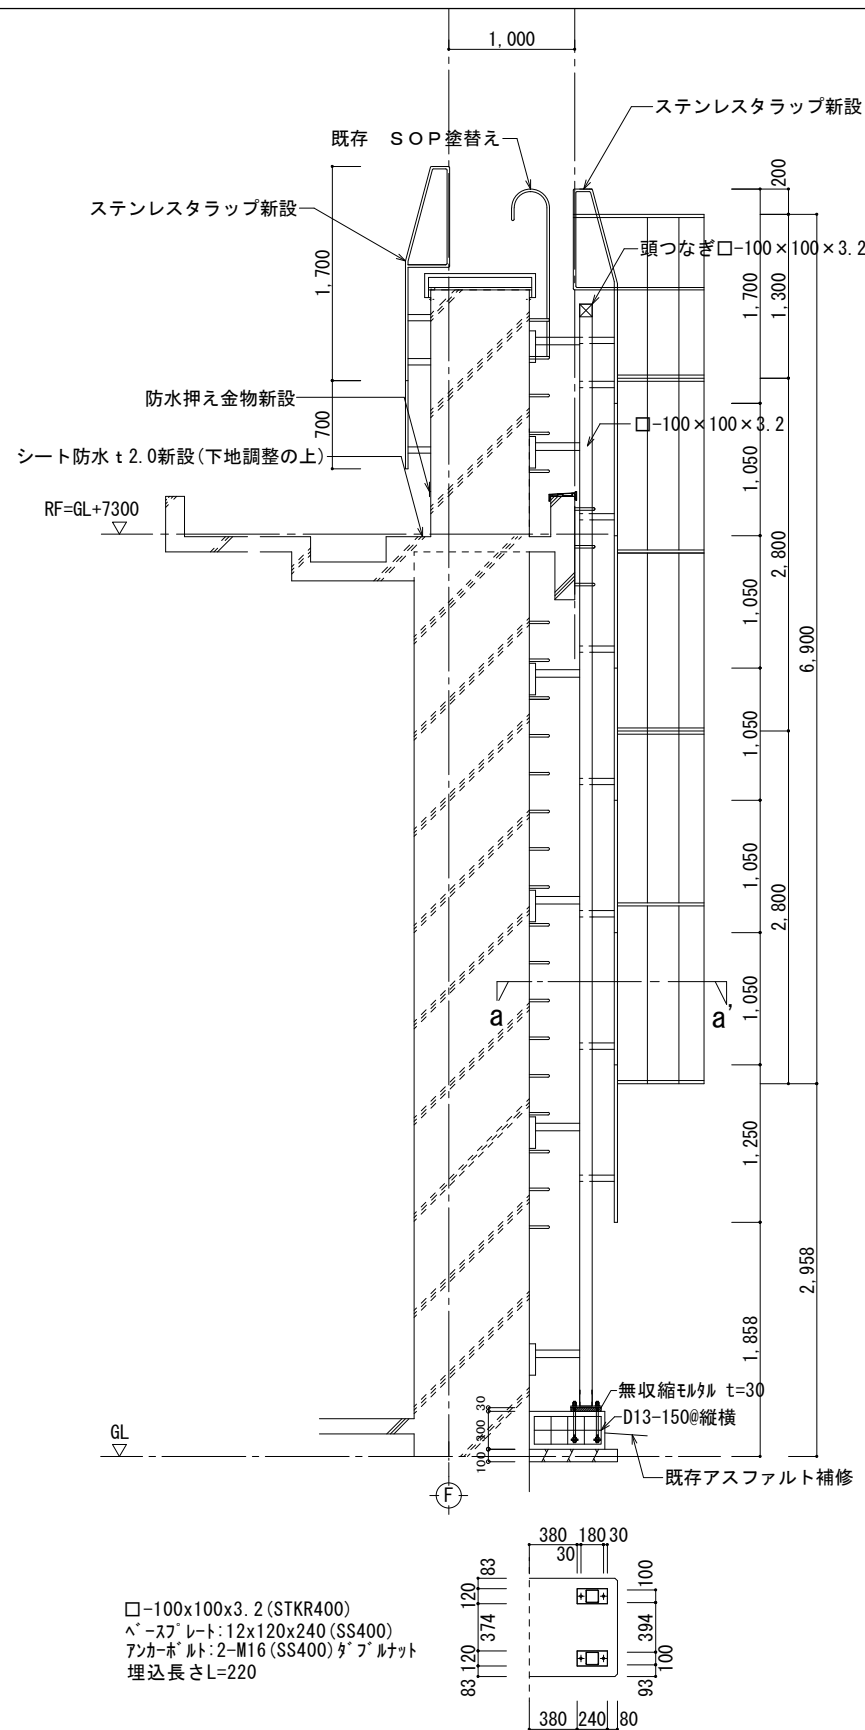 1,000
ステンレスタラップ新設
既存 SOP塗替え
200
ステンレスタラップ新設
頭つなぎ□-100×100×3.2
1,700
1,700
1,300
防水押え金物新設
700
□-100×100×3.2
シート防水 t 2.0新設(下地調整の上)
1,050
RF=GL+7300
2,800
1,050
6,900
1,050
1,050
2,800
a
a'
1,050
1,250
2,958
1,858
無収縮モルタル t=30
30
D13-150@縦横
300
GL
100
既存アスファルト補修
F
380 180 30
30
83
100
120
374
394
120
100
83
93
380 240 80
□-100x100x3.2(STKR400)
ベースプレート:12x120x240(SS400)
アンカーボルト:2-M16(SS400)ダブルナット
埋込長さL=220